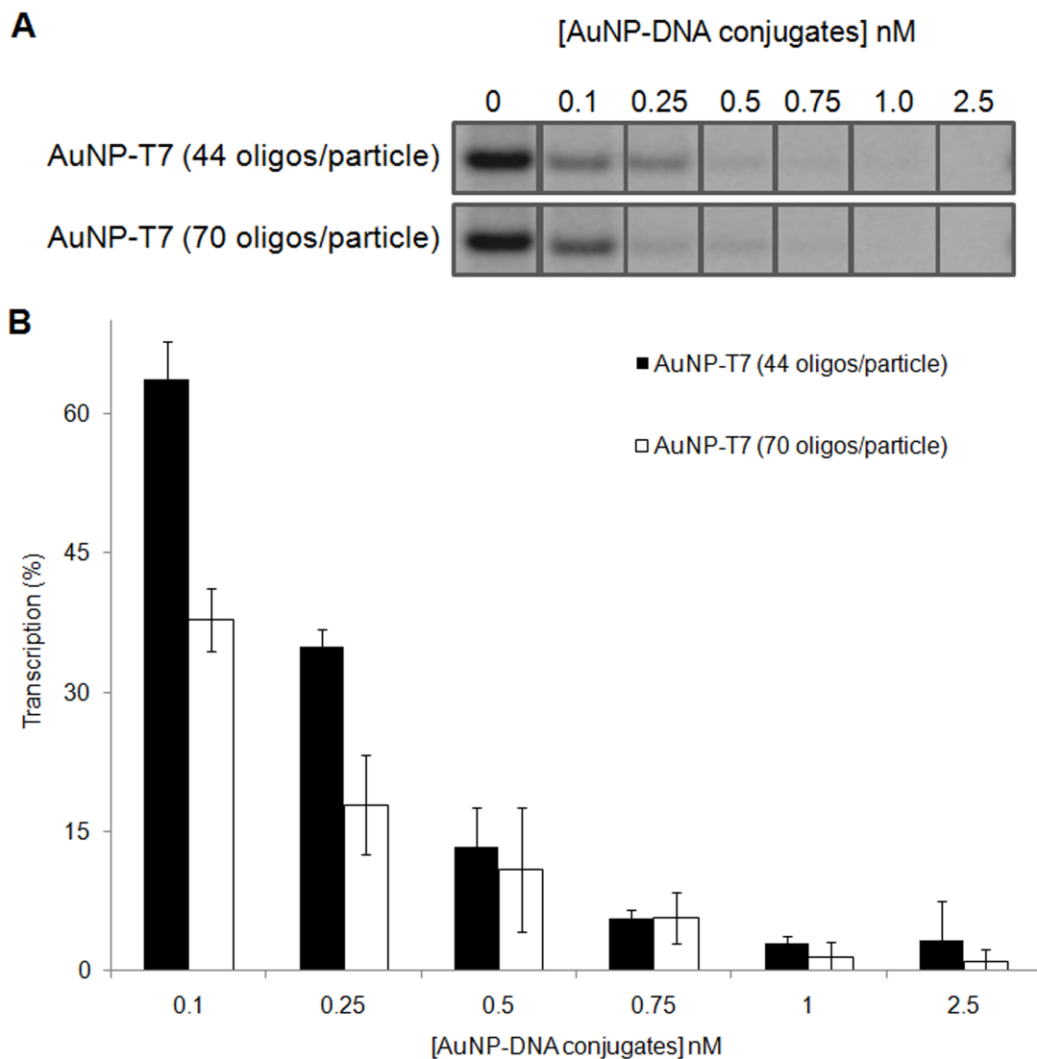 A
[AuNP-DNA conjugates] nM
0 0.1 0.25 0.5 0.75 1.0 2.5
AuNP-T7 (44 oligos/particle)
AuNP-T7 (70 oligos/particle)
B
AuNP-T7 (44 oligos/particle)
AuNP-T7 (70 oligos/particle)
Transcription (%)
60
45
30
15
0
0.1 0.25 0.5 0.75 1 2.5
[AuNP-DNA conjugates] nM